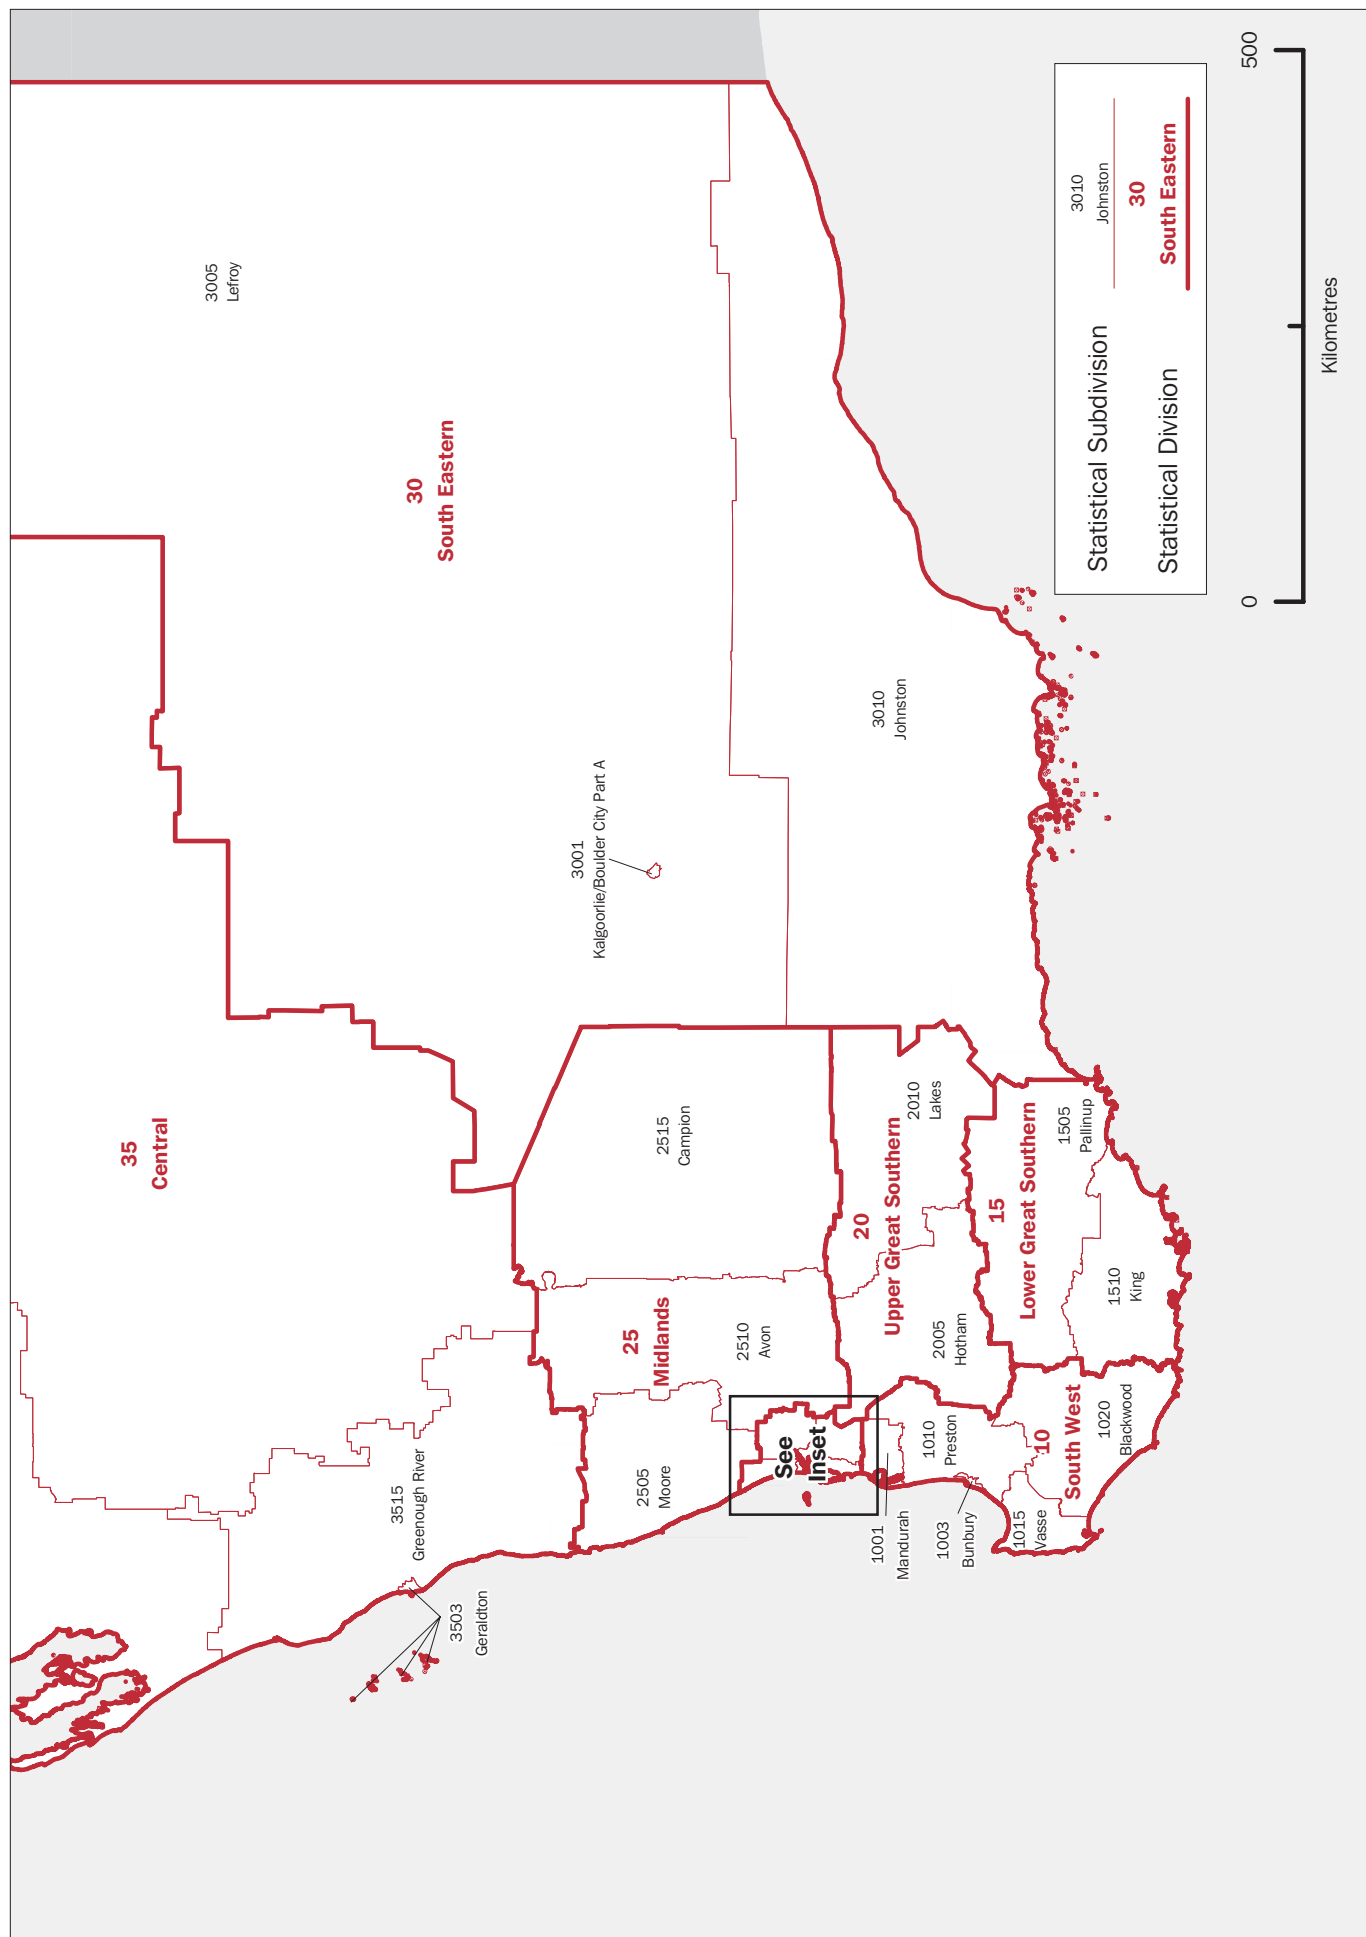 35
Central
3005
Lefroy
30
South Eastern
3515
Greenough River
3503
Geraldton
3001
Kalgoorlie/Boulder City Part A
25
Midlands
2515
Campion
2505
Moore
2510
Avon
See
Inset
20
Upper Great Southern
2010
Lakes
2005
Hotham
3010
Johnston
1001
Mandurah
1010
Preston
1003
Bunbury
15
Lower Great Southern
1505
Pallinup
1510
King
10
South West
1015
Vasse
1020
Blackwood
Statistical Subdivision
3010
Johnston
Statistical Division
30
South Eastern
0
500
Kilometres